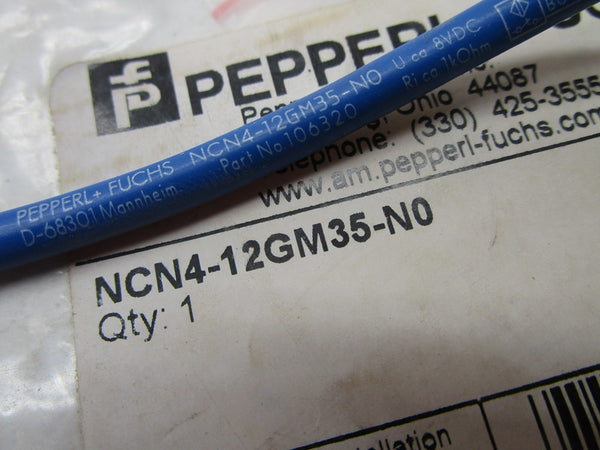 PEPPERL
Ohio 44087
Telephone: (330) 425-3555
www.am.pepperl-fuchs.com
PEPPERL+ FUCHS NCN4-12GM35-N0 U ca 8VDC
D-68301 Mannheim Part No 106320 Ri ca 1kOhm
NCN4-12GM35-N0
Qty: 1